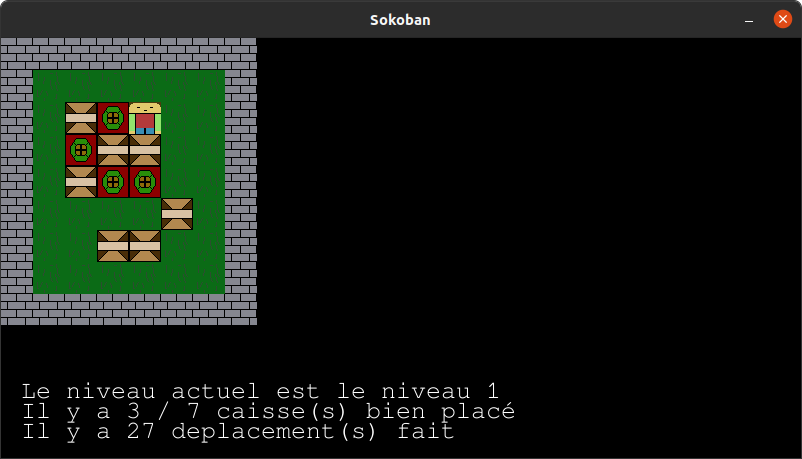 Sokoban
Le niveau actuel est le niveau 1
Il y a 3 / 7 caisse(s) bien placé
Il y a 27 deplacement(s) fait